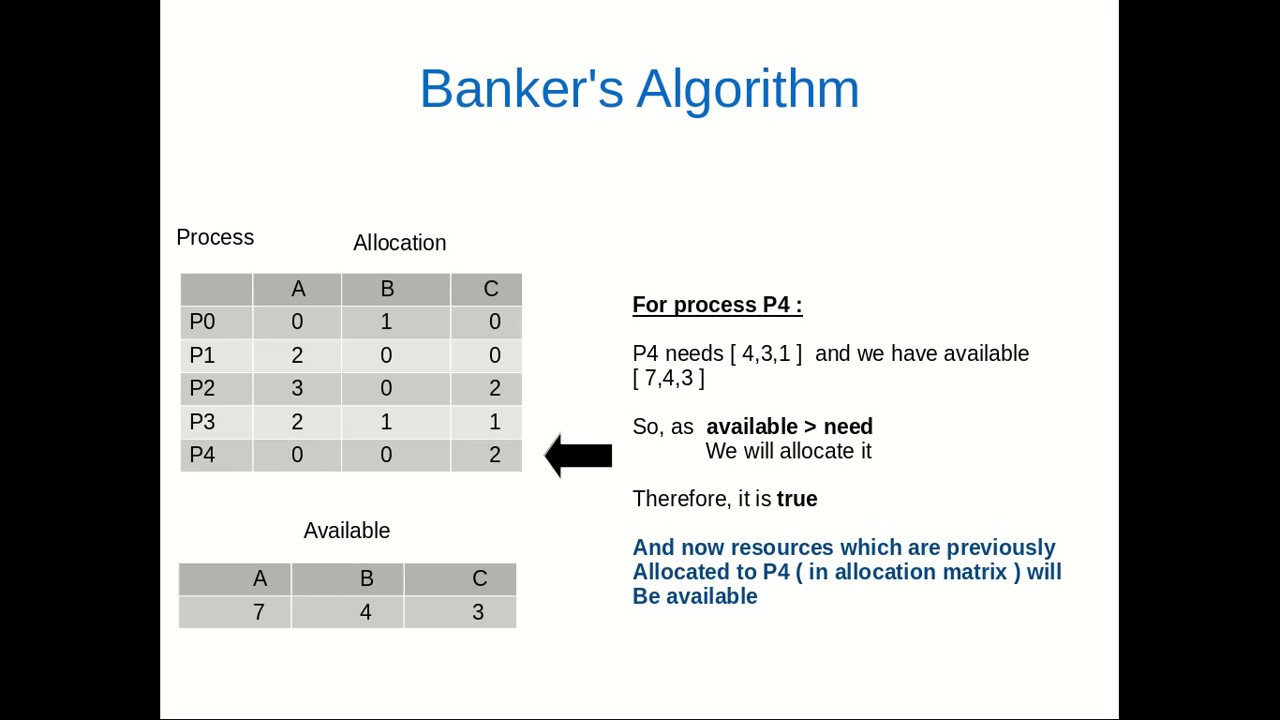 Banker's Algorithm
Process Allocation
A B C
P0 0 1 0
P1 2 0 0
P2 3 0 2
P3 2 1 1
P4 0 0 2
Available
A B C
7 4 3
For process P4 :
P4 needs [ 4,3,1 ] and we have available
[ 7,4,3 ]
So, as available > need
We will allocate it
Therefore, it is true
And now resources which are previously
Allocated to P4 ( in allocation matrix ) will
Be available